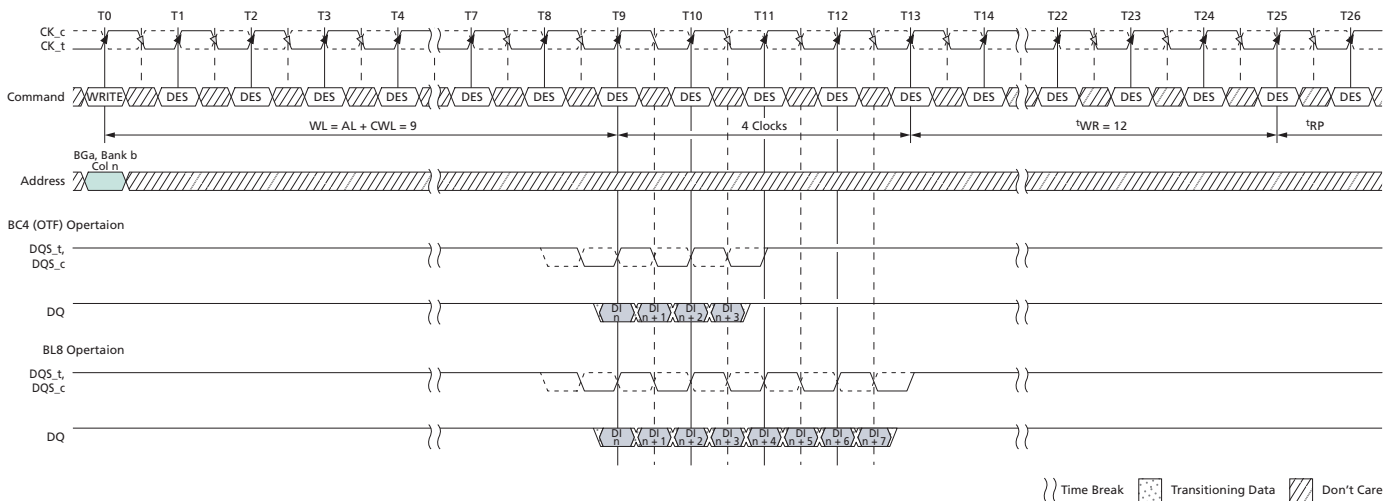 T0 T1 T2 T3 T4 T7 T8 T9 T10 T11 T12 T13 T14 T22 T23 T24 T25 T26
CK_c
CK_t
Command WRITE DES DES DES DES DES DES DES DES DES DES DES DES DES DES DES DES DES
WL = AL + CWL = 9 4 Clocks tWR = 12 tRP
BGa, Bank b
Col n
Address
BC4 (OTF) Opertaion
DQS_t,
DQS_c
DQ DI n DI n + 1 DI n + 2 DI n + 3
BL8 Opertaion
DQS_t,
DQS_c
DQ DI n DI n + 1 DI n + 2 DI n + 3 DI n + 4 DI n + 5 DI n + 6 DI n + 7
Time Break Transitioning Data Don't Care